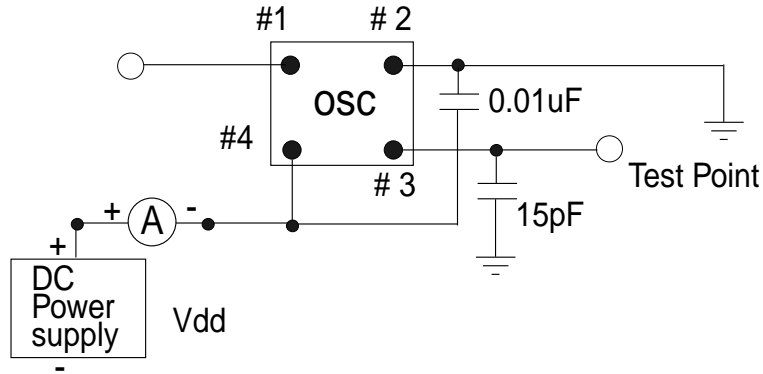 #1
# 2
OSC
0.01uF
#4
# 3
Test Point
15pF
+
A
-
+
DC
Power
supply
Vdd
-